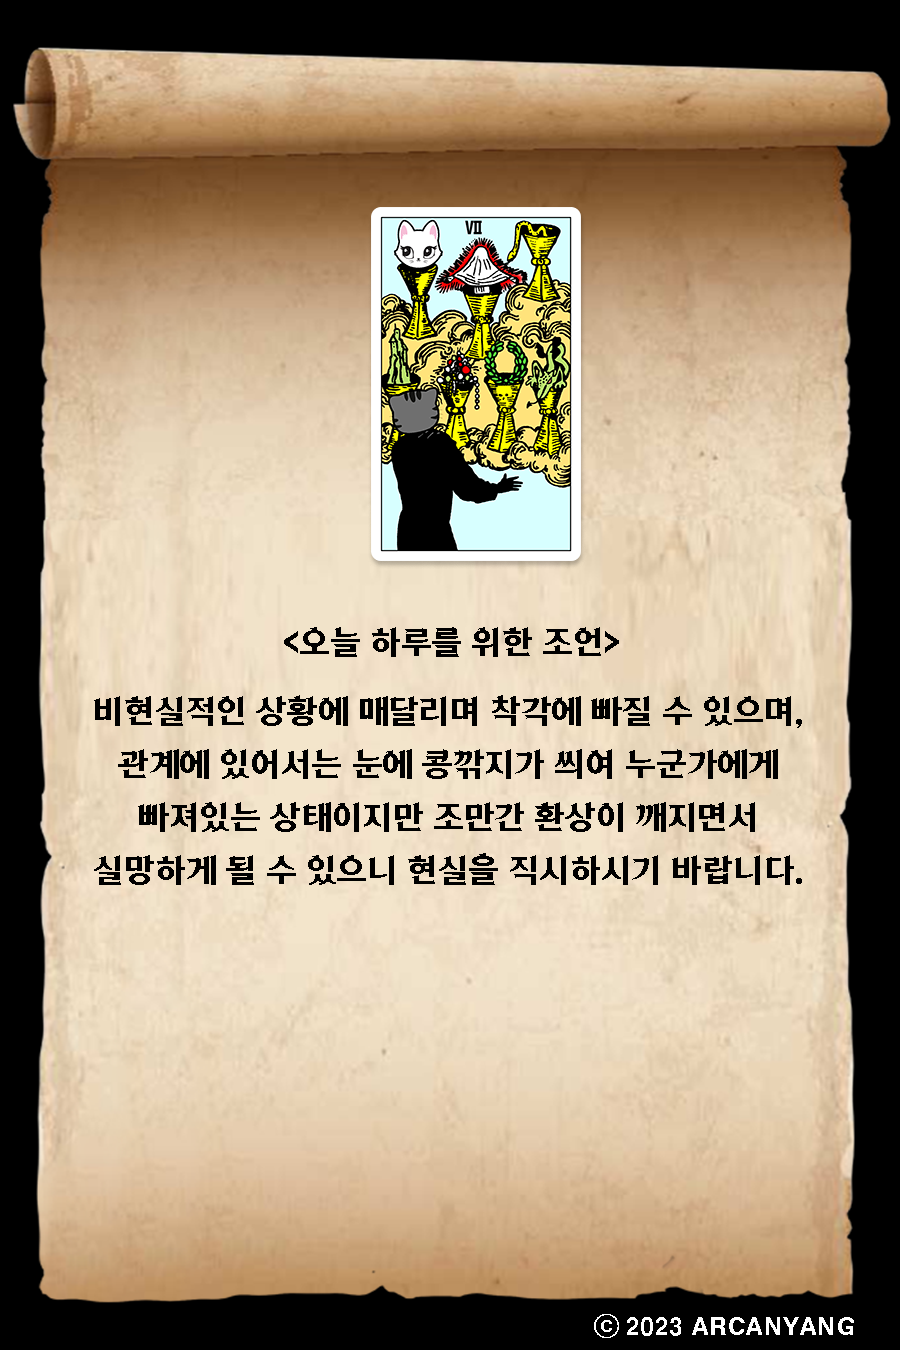 VII
<오늘 하루를 위한 조언>
비현실적인 상황에 매달리며 착각에 빠질 수 있으며,
관계에 있어서는 눈에 콩깍지가 씌여 누군가에게
빠져있는 상태이지만 조만간 환상이 깨지면서
실망하게 될 수 있으니 현실을 직시하시기 바랍니다.
© 2023 ARCANYANG